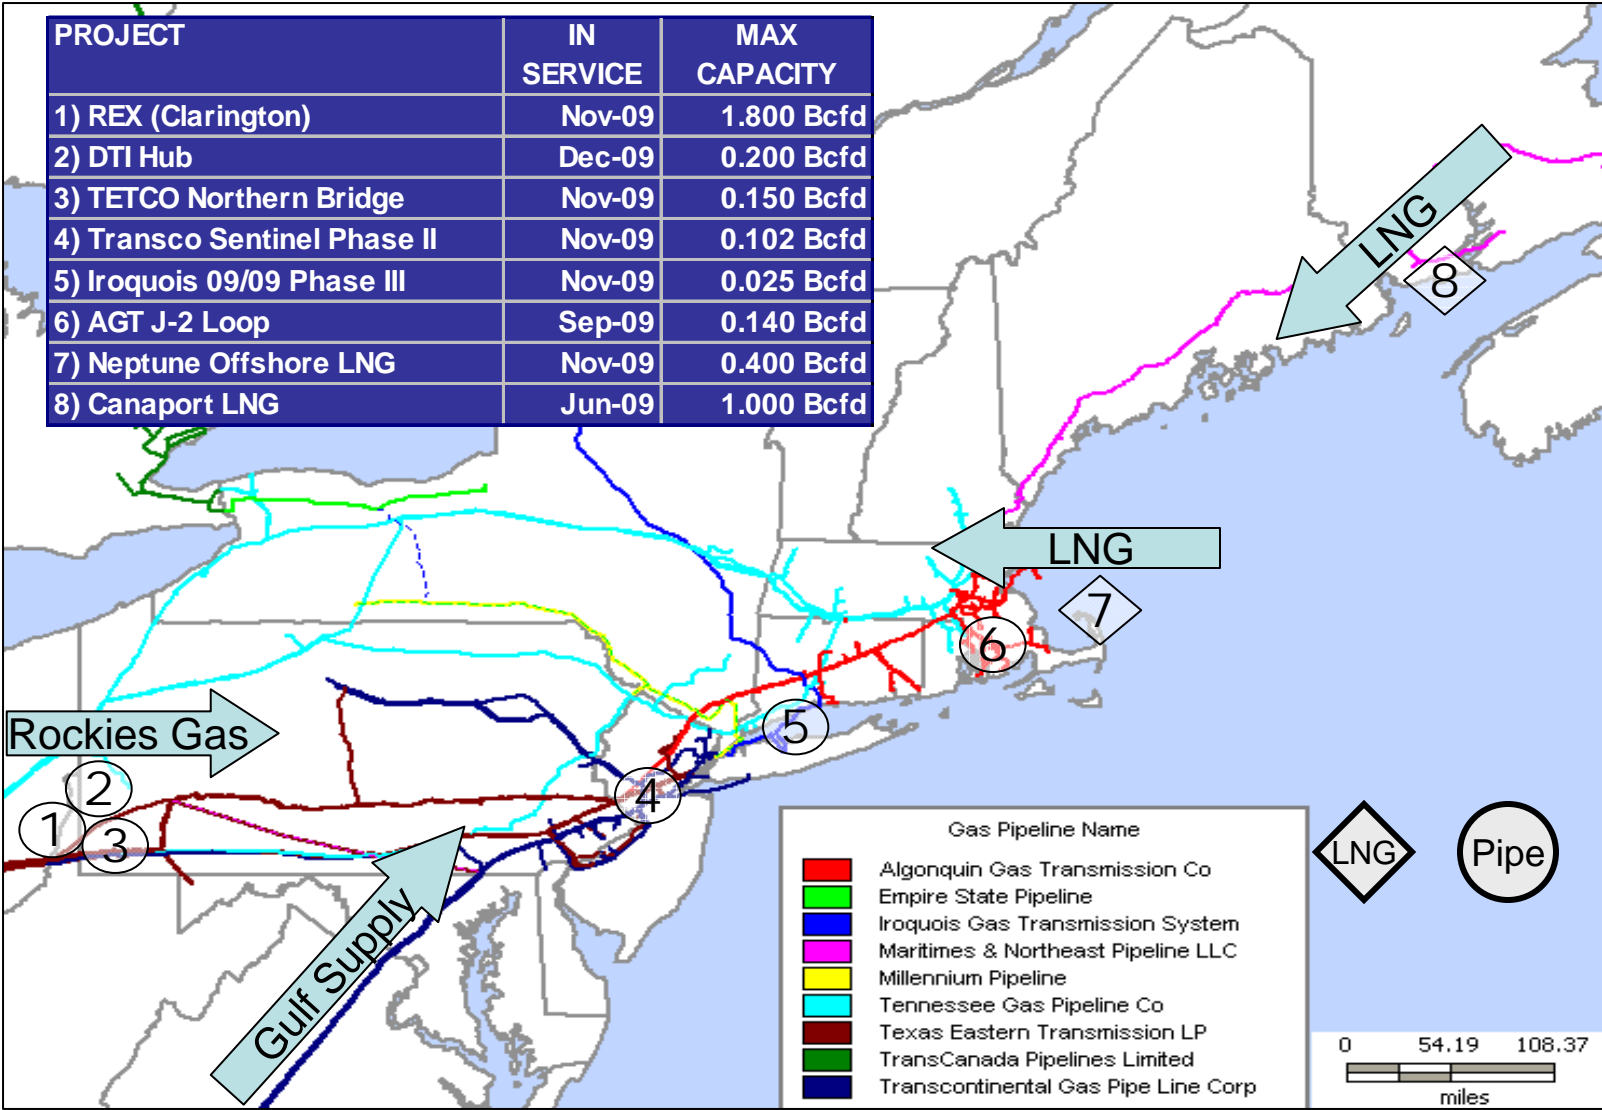 PROJECT IN SERVICE MAX CAPACITY
1) REX (Clarington) Nov-09 1.800 Bcfd
2) DTI Hub Dec-09 0.200 Bcfd
3) TETCO Northern Bridge Nov-09 0.150 Bcfd
4) Transco Sentinel Phase II Nov-09 0.102 Bcfd
5) Iroquois 09/09 Phase III Nov-09 0.025 Bcfd
6) AGT J-2 Loop Sep-09 0.140 Bcfd
7) Neptune Offshore LNG Nov-09 0.400 Bcfd
8) Canaport LNG Jun-09 1.000 Bcfd
LNG
8
LNG
7
6
5
Rockies Gas
2
4
1
3
Gulf Supply
Gas Pipeline Name
Algonquin Gas Transmission Co
Empire State Pipeline
Iroquois Gas Transmission System
Maritimes & Northeast Pipeline LLC
Millennium Pipeline
Tennessee Gas Pipeline Co
Texas Eastern Transmission LP
TransCanada Pipelines Limited
Transcontinental Gas Pipe Line Corp
LNG
Pipe
0 54.19 108.37
miles